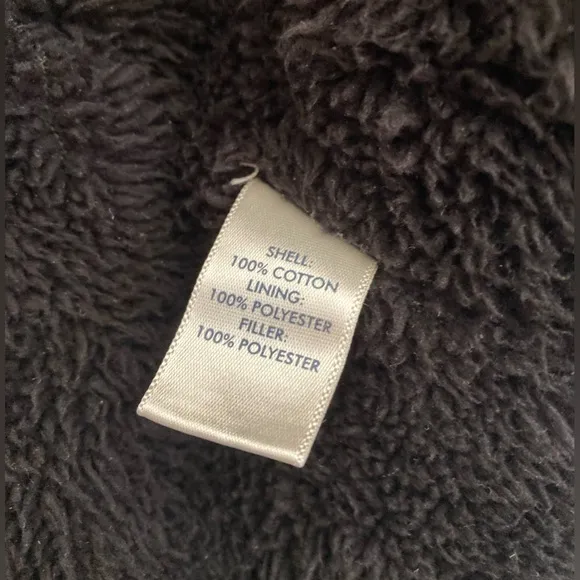 SHELL:
100% COTTON
LINING:
100% POLYESTER
FILLER:
100% POLYESTER